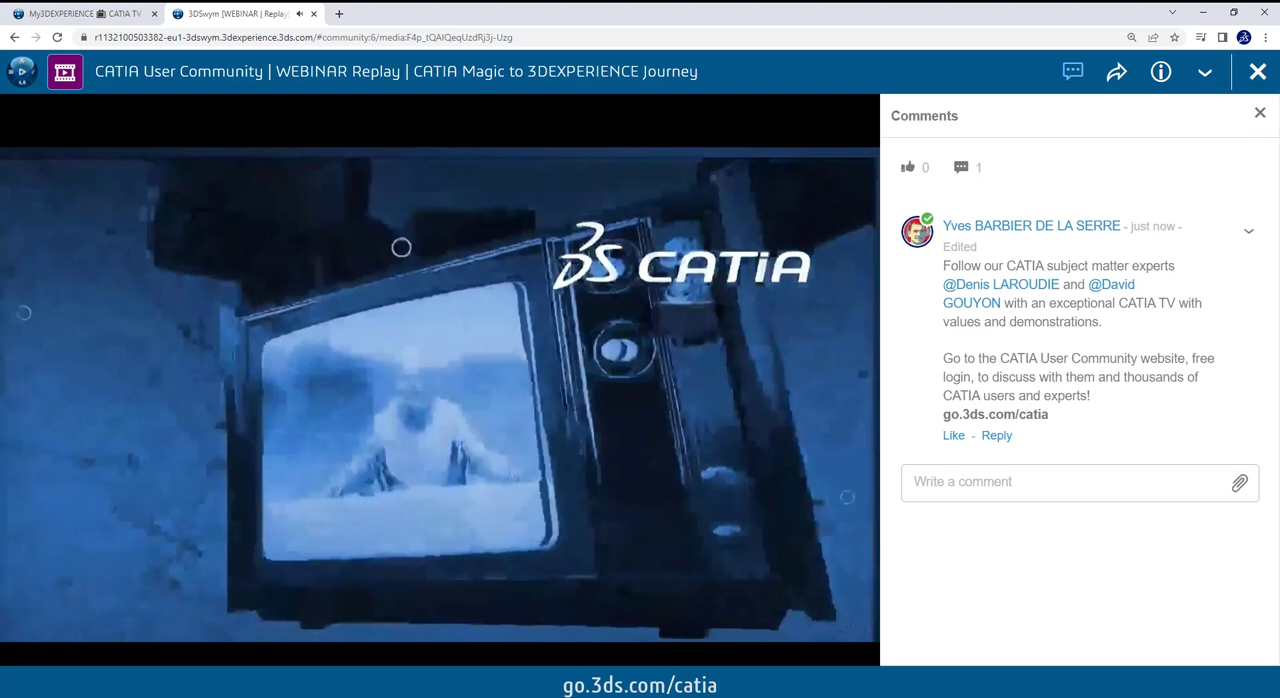 My3DEXPERIENCE 
CATIA TV
3DSwym [WEBINAR | Replay
r1132100503382-eu1-3dswym.3dexperience.3ds.com/#community:6/media:F4p_tQAIQeqUzdRj3j-Uzg
CATIA User Community | WEBINAR Replay | CATIA Magic to 3DEXPERIENCE Journey
3DS CATIA
Comments
0
1
Yves BARBIER DE LA SERRE - just now -
Edited
Follow our CATIA subject matter experts
@Denis LAROUDIE and @David
GOUYON with an exceptional CATIA TV with
values and demonstrations.
Go to the CATIA User Community website, free
login, to discuss with them and thousands of
CATIA users and experts!
go.3ds.com/catia
Like - Reply
Write a comment
go.3ds.com/catia